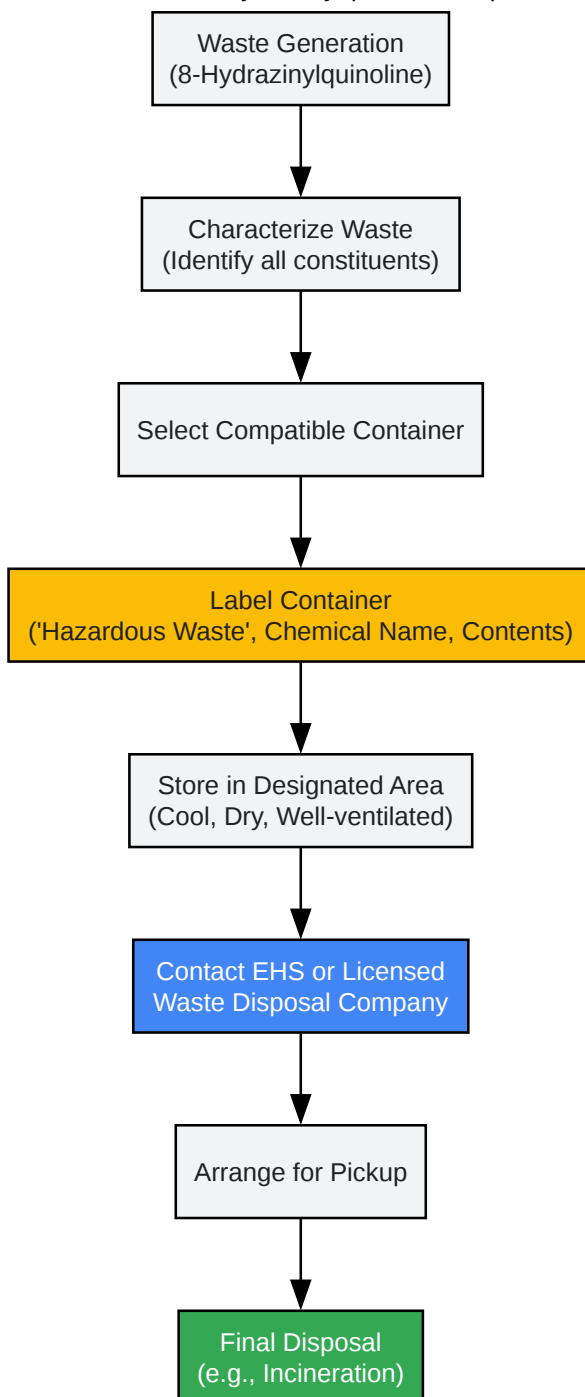 Waste Generation
(8-Hydrazinylquinoline)
Characterize Waste
(Identify all constituents)
Select Compatible Container
Label Container
('Hazardous Waste', Chemical Name, Contents)
Store in Designated Area
(Cool, Dry, Well-ventilated)
Contact EHS or Licensed
Waste Disposal Company
Arrange for Pickup
Final Disposal
(e.g., Incineration)